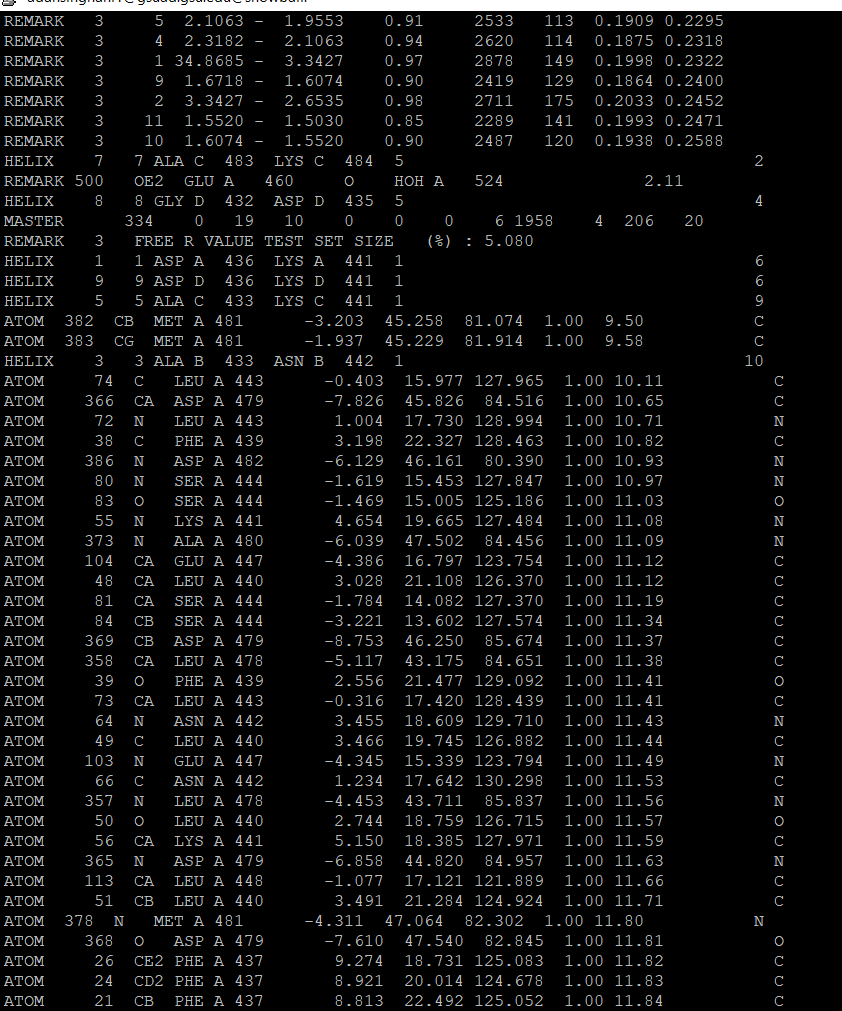 REMARK   3     5  2.1063 -  1.9553    0.91     2533   113  0.1909 0.2295
REMARK   3     4  2.3182 -  2.1063    0.94     2620   114  0.1875 0.2318
REMARK   3     1 34.8685 -  3.3427    0.97     2878   149  0.1998 0.2322
REMARK   3     9  1.6718 -  1.6074    0.90     2419   129  0.1864 0.2400
REMARK   3     2  3.3427 -  2.6535    0.98     2711   175  0.2033 0.2452
REMARK   3    11  1.5520 -  1.5030    0.85     2289   141  0.1993 0.2471
REMARK   3    10  1.6074 -  1.5520    0.90     2487   120  0.1938 0.2588
HELIX    7   7 ALA C  483  LYS C  484  5                                   2
REMARK 500   OE2  GLU A   460     O    HOH A   524              2.11
HELIX    8   8 GLY D  432  ASP D  435  5                                   4
MASTER      334    0   19   10    0    0    0     6 1958    4  206   20
REMARK   3   FREE R VALUE TEST SET SIZE   (%) : 5.080
HELIX    1   1 ASP A  436  LYS A  441  1                                   6
HELIX    9   9 ASP D  436  LYS D  441  1                                   6
HELIX    5   5 ALA C  433  LYS C  441  1                                   9
ATOM  382  CB  MET A 481      -3.203  45.258  81.074  1.00  9.50           C
ATOM  383  CG  MET A 481      -1.937  45.229  81.914  1.00  9.58           C
HELIX    3   3 ALA B  433  ASN B  442  1                                  10
ATOM     74  C   LEU A 443      -0.403  15.977 127.965  1.00 10.11           C
ATOM    366  CA  ASP A 479      -7.826  45.826  84.516  1.00 10.65           C
ATOM     72  N   LEU A 443       1.004  17.730 128.994  1.00 10.71           N
ATOM     38  C   PHE A 439       3.198  22.327 128.463  1.00 10.82           C
ATOM    386  N   ASP A 482      -6.129  46.161  80.390  1.00 10.93           N
ATOM     80  N   SER A 444      -1.619  15.453 127.847  1.00 10.97           N
ATOM     83  O   SER A 444      -1.469  15.005 125.186  1.00 11.03           O
ATOM     55  N   LYS A 441       4.654  19.665 127.484  1.00 11.08           N
ATOM    373  N   ALA A 480      -6.039  47.502  84.456  1.00 11.09           N
ATOM    104  CA  GLU A 447      -4.386  16.797 123.754  1.00 11.12           C
ATOM     48  CA  LEU A 440       3.028  21.108 126.370  1.00 11.12           C
ATOM     81  CA  SER A 444      -1.784  14.082 127.370  1.00 11.19           C
ATOM     84  CB  SER A 444      -3.221  13.602 127.574  1.00 11.34           C
ATOM    369  CB  ASP A 479      -8.753  46.250  85.674  1.00 11.37           C
ATOM    358  CA  LEU A 478      -5.117  43.175  84.651  1.00 11.38           C
ATOM     39  O   PHE A 439       2.556  21.477 129.092  1.00 11.41           O
ATOM     73  CA  LEU A 443      -0.316  17.420 128.439  1.00 11.41           C
ATOM     64  N   ASN A 442       3.455  18.609 129.710  1.00 11.43           N
ATOM     49  C   LEU A 440       3.466  19.745 126.882  1.00 11.44           C
ATOM    103  N   GLU A 447      -4.345  15.339 123.794  1.00 11.49           N
ATOM     66  C   ASN A 442       1.234  17.642 130.298  1.00 11.53           C
ATOM    357  N   LEU A 478      -4.453  43.711  85.837  1.00 11.56           N
ATOM     50  O   LEU A 440       2.744  18.759 126.715  1.00 11.57           O
ATOM     56  CA  LYS A 441       5.150  18.385 127.971  1.00 11.59           C
ATOM    365  N   ASP A 479      -6.858  44.820  84.957  1.00 11.63           N
ATOM    113  CA  LEU A 448      -1.077  17.121 121.889  1.00 11.66           C
ATOM     51  CB  LEU A 440       3.491  21.284 124.924  1.00 11.71           C
ATOM  378  N   MET A 481      -4.311  47.064  82.302  1.00 11.80           N
ATOM    368  O   ASP A 479      -7.610  47.540  82.845  1.00 11.81           O
ATOM     26  CE2 PHE A 437       9.274  18.731 125.083  1.00 11.82           C
ATOM     24  CD2 PHE A 437       8.921  20.014 124.678  1.00 11.83           C
ATOM     21  CB  PHE A 437       8.813  22.492 125.052  1.00 11.84           C